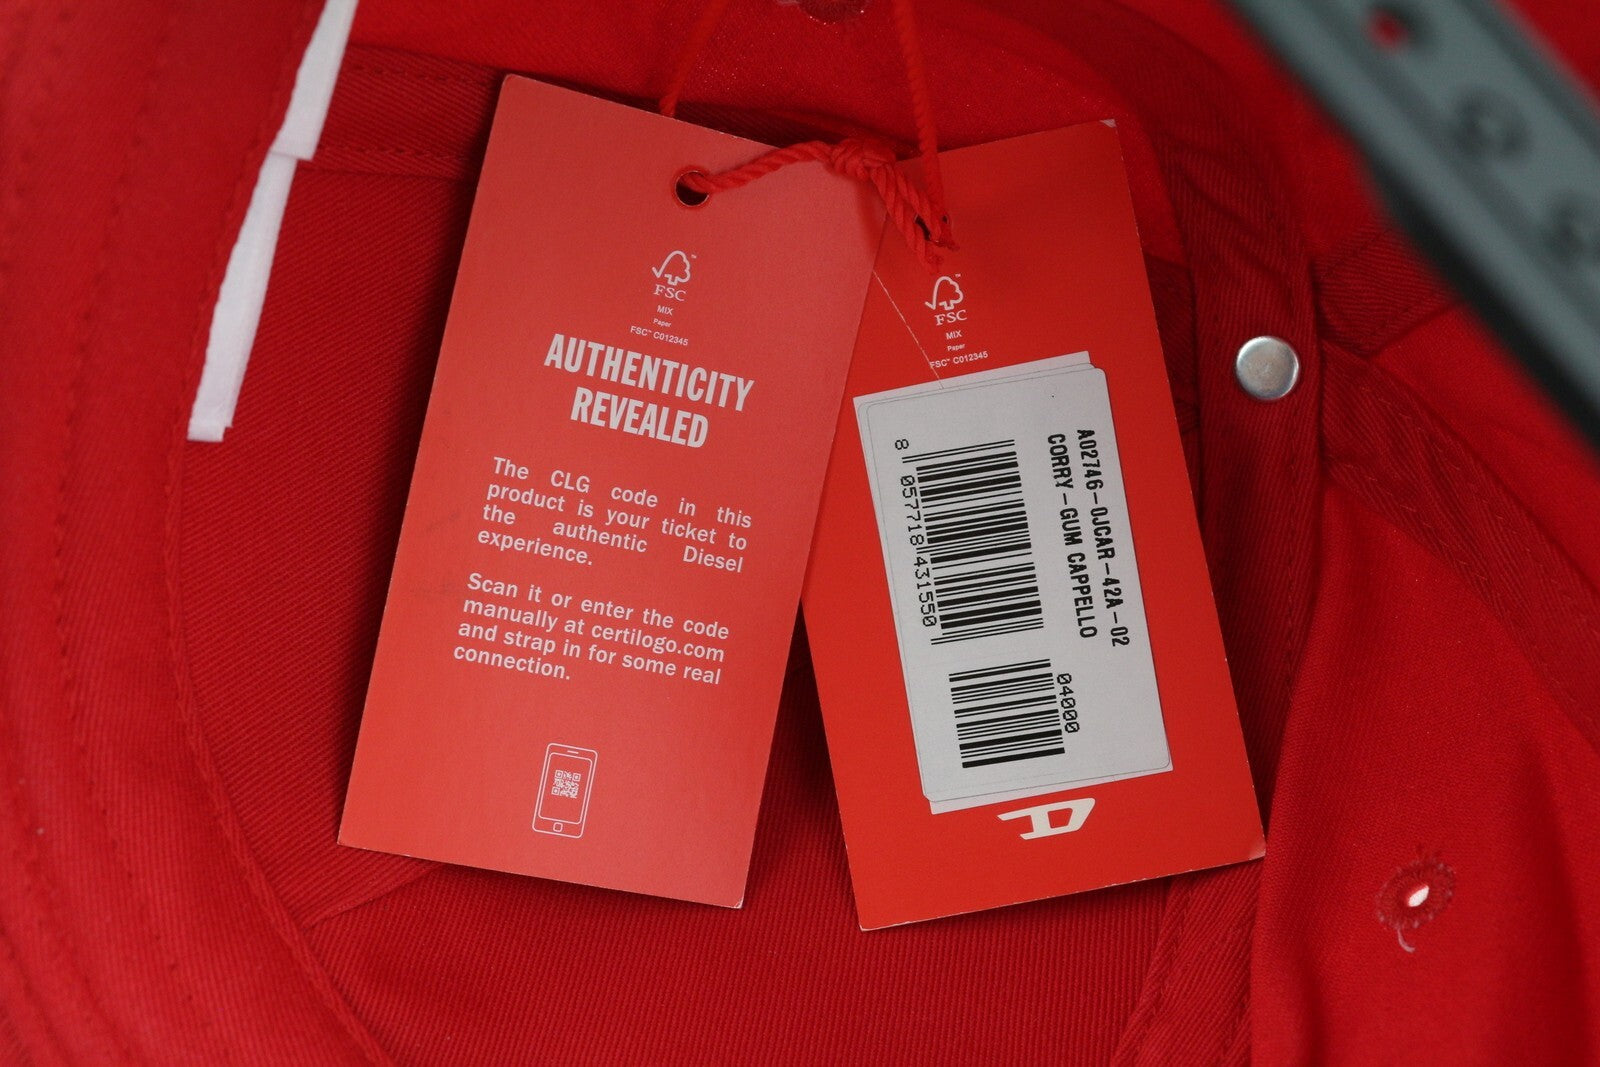 FSC™
MIX
Paper
FSC™ C012345
AUTHENTICITY
REVEALED
The CLG code in this
product is your ticket to
the authentic Diesel
experience.
Scan it or enter the code
manually at certilogo.com
and strap in for some real
connection.
FSC™
MIX
Paper
FSC™ C012345
A02746-0JCAR-42A-02
CORRY-GUM CAPPELLO
8 057718 431550
04000